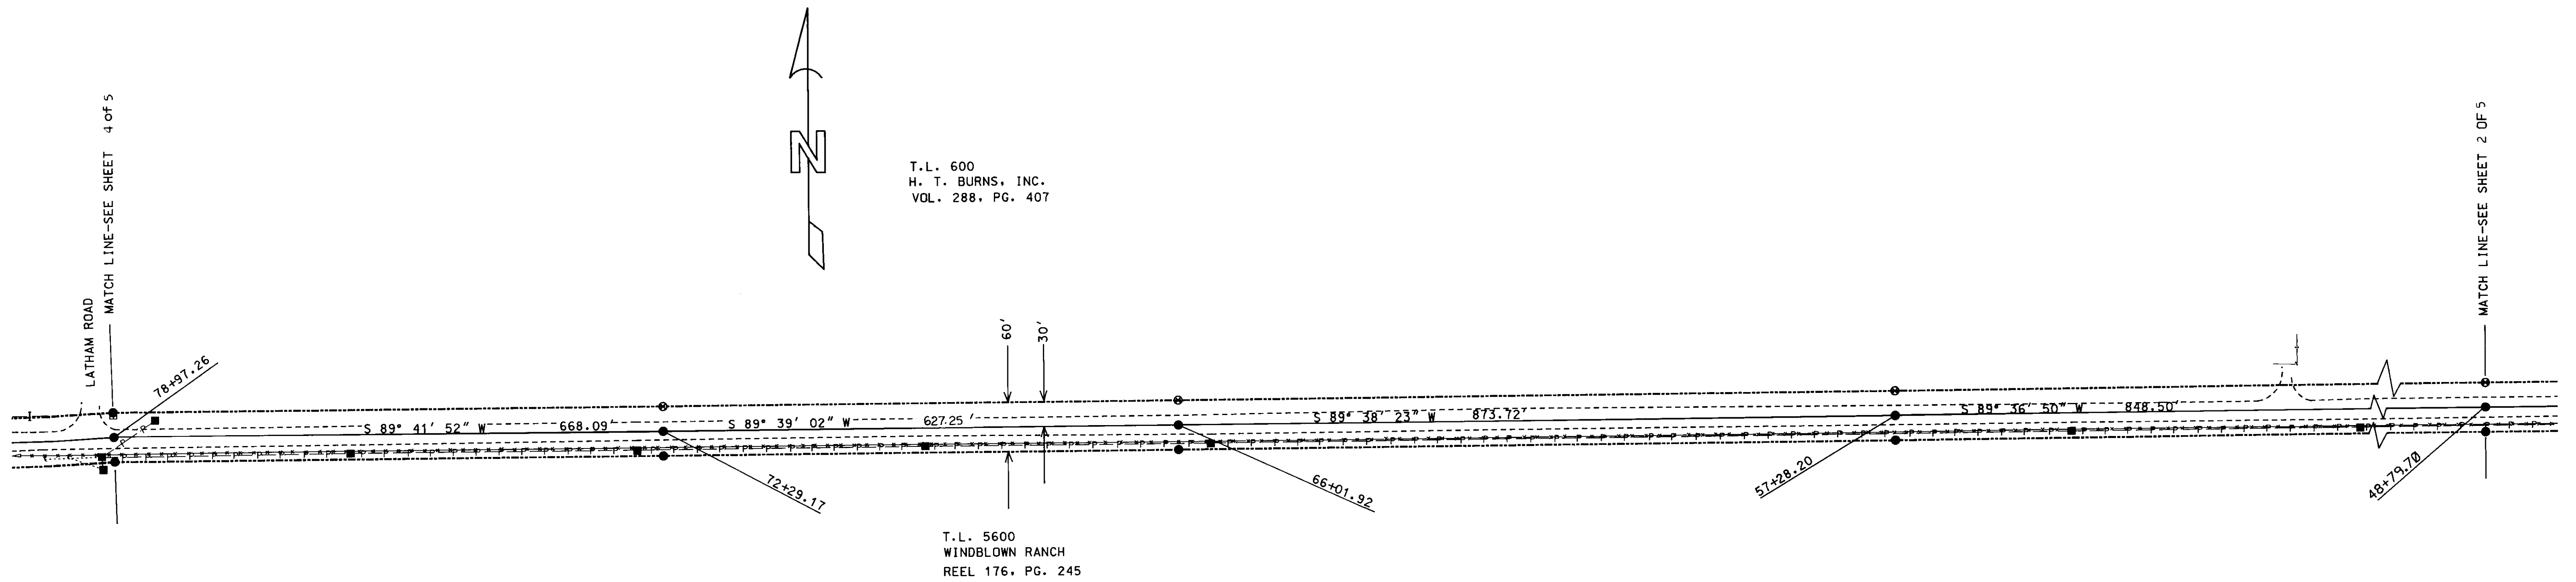 MATCH LINE-SEE SHEET 4 of 5
LATHAM ROAD
N
T.L. 600
H. T. BURNS, INC.
VOL. 288, PG. 407
MATCH LINE-SEE SHEET 2 OF 5
60'
30'
78+97.26
S 89° 41' 52" W 668.09'
S 89° 39' 02" W 627.25'
S 89° 38' 23" W 873.72'
S 89° 36' 50" W 848.50'
72+29.17
66+01.92
57+28.20
48+79.70
T.L. 5600
WINDBLOWN RANCH
REEL 176, PG. 245